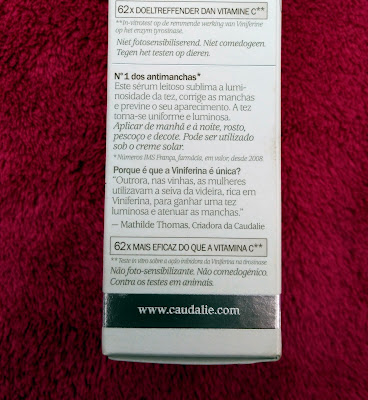 62x DOELTREFFENDER DAN VITAMINE C**
**In-vitrotest op de remmende werking van Viniferine
op het enzym tyrosinase.
Niet fotosensibiliserend. Niet comedogeen.
Tegen het testen op dieren.
N°1 dos antimanchas*
Este sérum leitoso sublima a lumi-
nosidade da tez, corrige as manchas
e previne o seu aparecimento. A tez
torna-se uniforme e luminosa.
Aplicar de manhã e à noite, rosto,
pescoço e decote. Pode ser utilizado
sob o creme solar.
* Números IMS França, farmácia, em valor, desde 2008.
Porque é que a Viniferina é única?
“Outrora, nas vinhas, as mulheres
utilizavam a seiva da videira, rica em
Viniferina, para ganhar uma tez
luminosa e atenuar as manchas.”
— Mathilde Thomas, Criadora da Caudalie
62x MAIS EFICAZ DO QUE A VITAMINA C**
** Teste in vitro sobre a ação inibidora da Viniferina na tirosinase.
Não foto-sensibilizante. Não comedogénico.
Contra os testes em animais.
www.caudalie.com